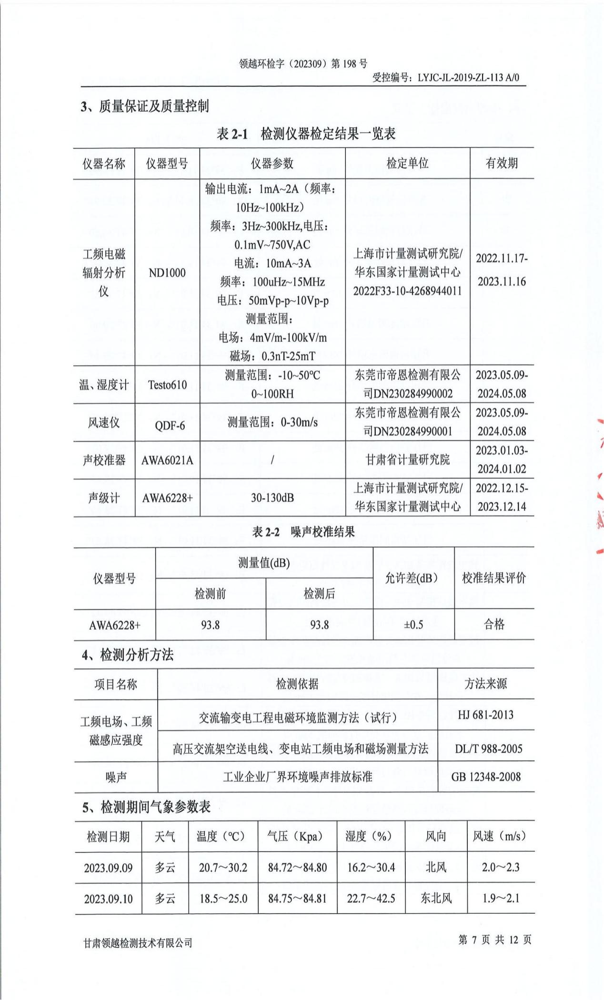 领越环检字（202309）第 198 号
受控编号：LYJC-JL-2019-ZL-113 A/0
3、质量保证及质量控制
表 2-1 检测仪器检定结果一览表
仪器名称 仪器型号 仪器参数 检定单位 有效期
工频电磁
辐射分析
仪
ND1000
输出电流：1mA~2A（频率：
10Hz~100kHz）
频率：3Hz~300kHz,电压：
0.1mV~750V,AC
电流：10mA~3A
频率：100uHz~15MHz
电压：50mVp-p~10Vp-p
测量范围：
电场：4mV/m-100kV/m
磁场：0.3nT-25mT
上海市计量测试研究院/
华东国家计量测试中心
2022F33-10-4268944011
2022.11.17-
2023.11.16
温、湿度计
Testo610
测量范围：-10~50℃
0~100RH
东莞市帝恩检测有限公
司DN230284990002
2023.05.09-
2024.05.08
风速仪
QDF-6
测量范围：0-30m/s
东莞市帝恩检测有限公
司DN230284990001
2023.05.09-
2024.05.08
声校准器
AWA6021A
/
甘肃省计量研究院
2023.01.03-
2024.01.02
声级计
AWA6228+
30-130dB
上海市计量测试研究院/
华东国家计量测试中心
2022.12.15-
2023.12.14
表 2-2 噪声校准结果
仪器型号 测量值(dB) 允许差(dB） 校准结果评价
检测前 检测后
AWA6228+ 93.8 93.8 ±0.5 合格
4、检测分析方法
项目名称 检测依据 方法来源
工频电场、工频
磁感应强度
交流输变电工程电磁环境监测方法（试行） HJ 681-2013
高压交流架空送电线、变电站工频电场和磁场测量方法 DL/T 988-2005
噪声 工业企业厂界环境噪声排放标准 GB 12348-2008
5、检测期间气象参数表
检测日期 天气 温度（℃） 气压（Kpa） 湿度（%） 风向 风速（m/s）
2023.09.09 多云 20.7～30.2 84.72～84.80 16.2～30.4 北风 2.0～2.3
2023.09.10 多云 18.5～25.0 84.75～84.81 22.7～42.5 东北风 1.9～2.1
甘肃领越检测技术有限公司
第 7 页 共 12 页